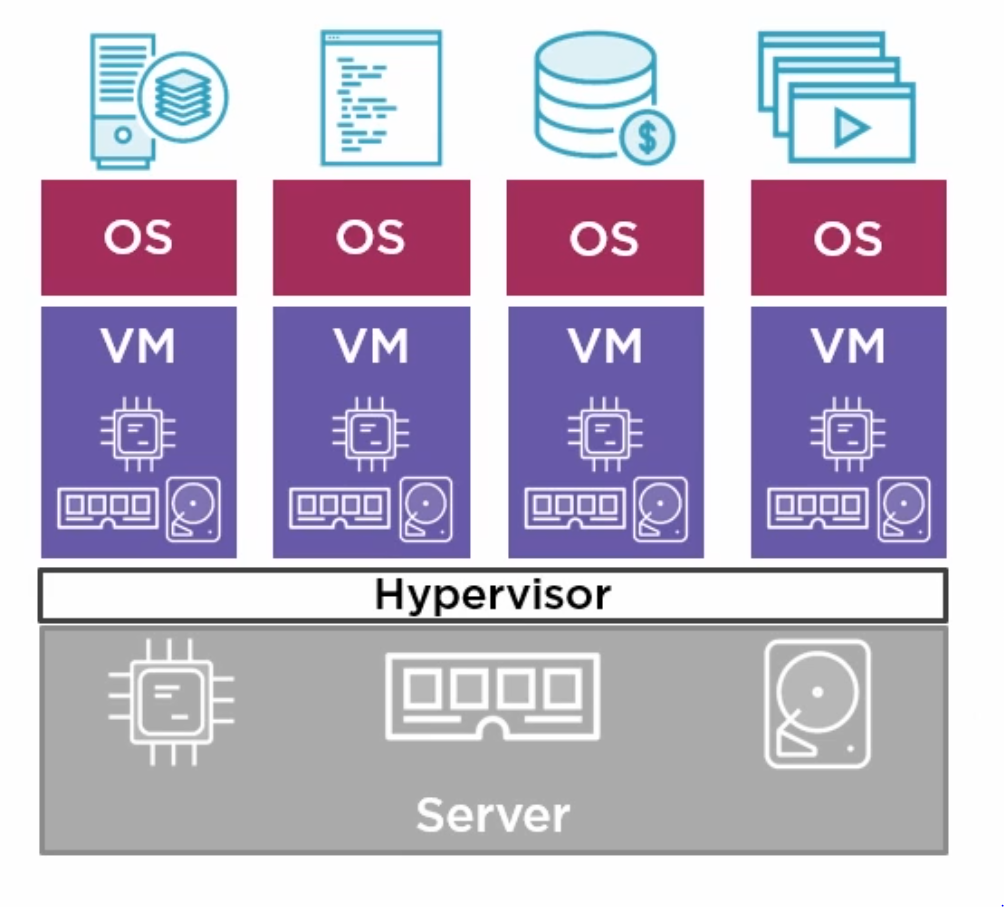 $
OS OS OS OS
VM VM VM VM
Hypervisor
Server